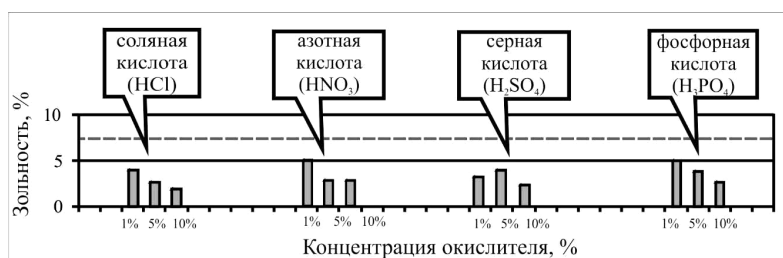 соляная
кислота
(HCl)
азотная
кислота
(HNO₃)
серная
кислота
(H₂SO₄)
фосфорная
кислота
(H₃PO₄)
Зольность, %
10
5
0
1% 5% 10%
1% 5% 10%
1% 5% 10%
1% 5% 10%
Концентрация окислителя, %